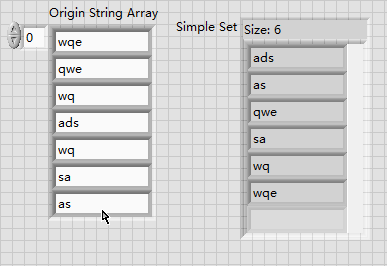 Origin String Array
0
wqe
qwe
wq
ads
wq
sa
as
Simple Set
Size: 6
ads
as
qwe
sa
wq
wqe